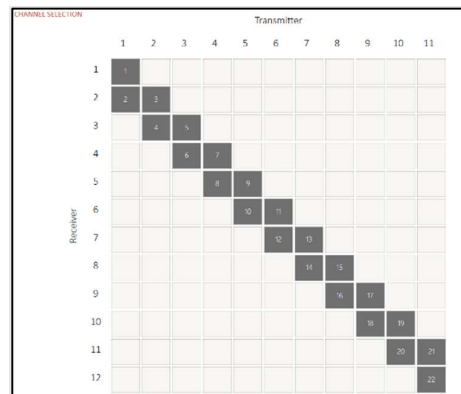 CHANNEL SELECTION
Transmitter
1 2 3 4 5 6 7 8 9 10 11
Receiver
1 1
2 2 3
3 4 5
4 6 7
5 8 9
6 10 11
7 12 13
8 14 15
9 16 17
10 18 19
11 20 21
12 22